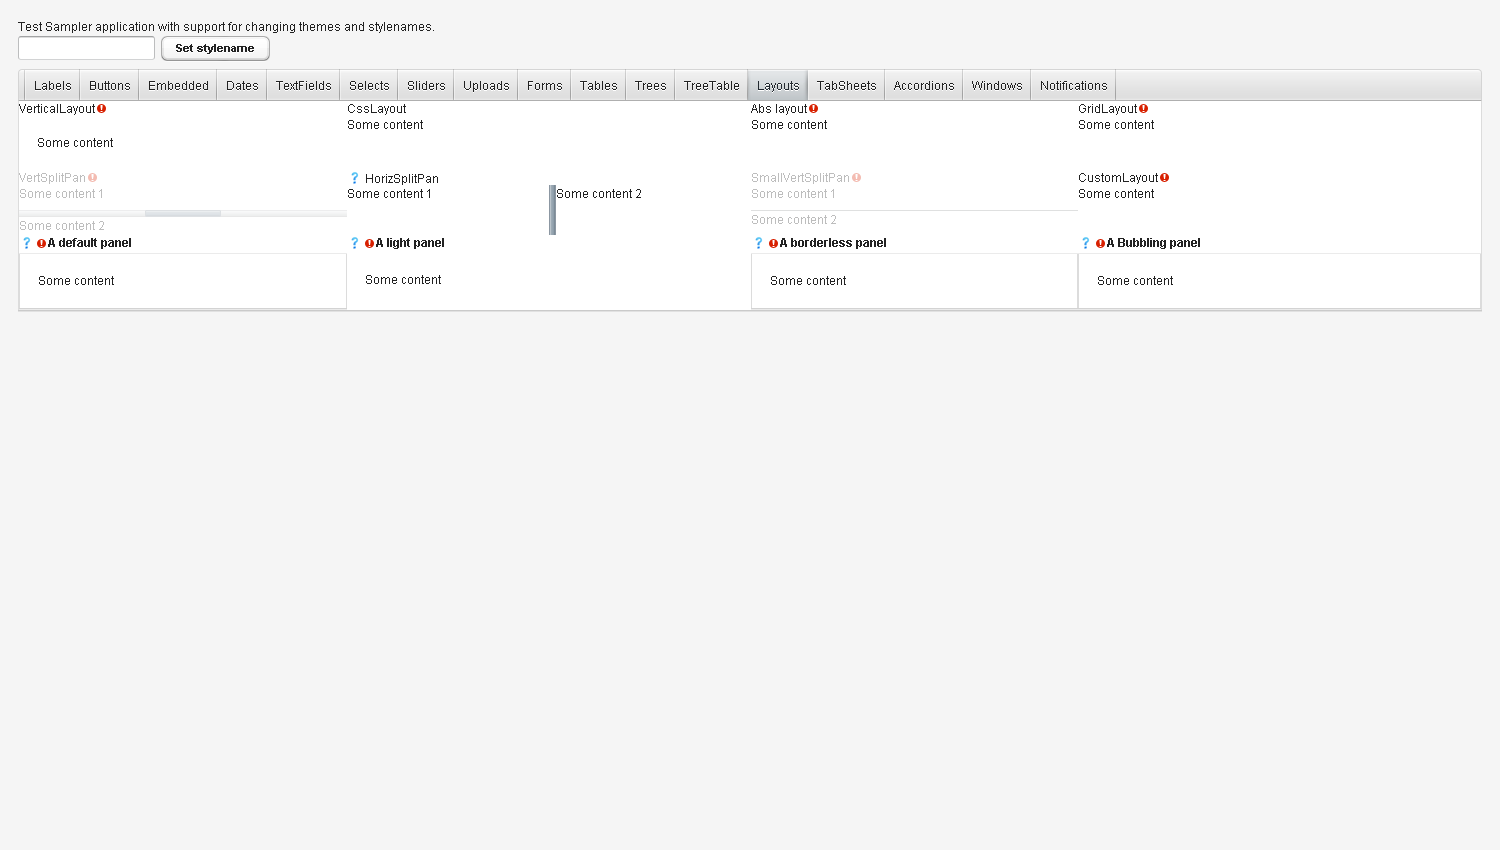 Test Sampler application with support for changing themes and stylenames.
Set stylename
Labels Buttons Embedded Dates TextFields Selects Sliders Uploads Forms Tables Trees TreeTable Layouts TabSheets Accordions Windows Notifications
VerticalLayout CssLayout Abs layout GridLayout
Some content Some content Some content
Some content
VertSplitPan HorizSplitPan SmallVertSplitPan CustomLayout
Some content 1 Some content 1 Some content 2 Some content 1 Some content
Some content 2 Some content 2
A default panel A light panel A borderless panel A Bubbling panel
Some content Some content Some content Some content